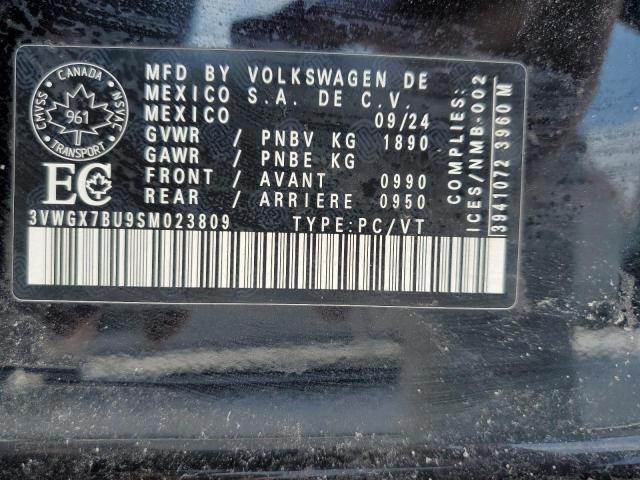 CANADA
CMVSS
961
NSVAC
TRANSPORT
EC
MFD BY VOLKSWAGEN DE
MEXICO S.A. DE C.V.
MEXICO 09/24
GVWR / PNBV KG 1890
GAWR / PNBE KG
FRONT / AVANT 0990
REAR / ARRIERE 0950
3VWGX7BU9SM023809 TYPE:PC/VT
COMPLIES:
ICES/NMB-002
3941072 3960 M